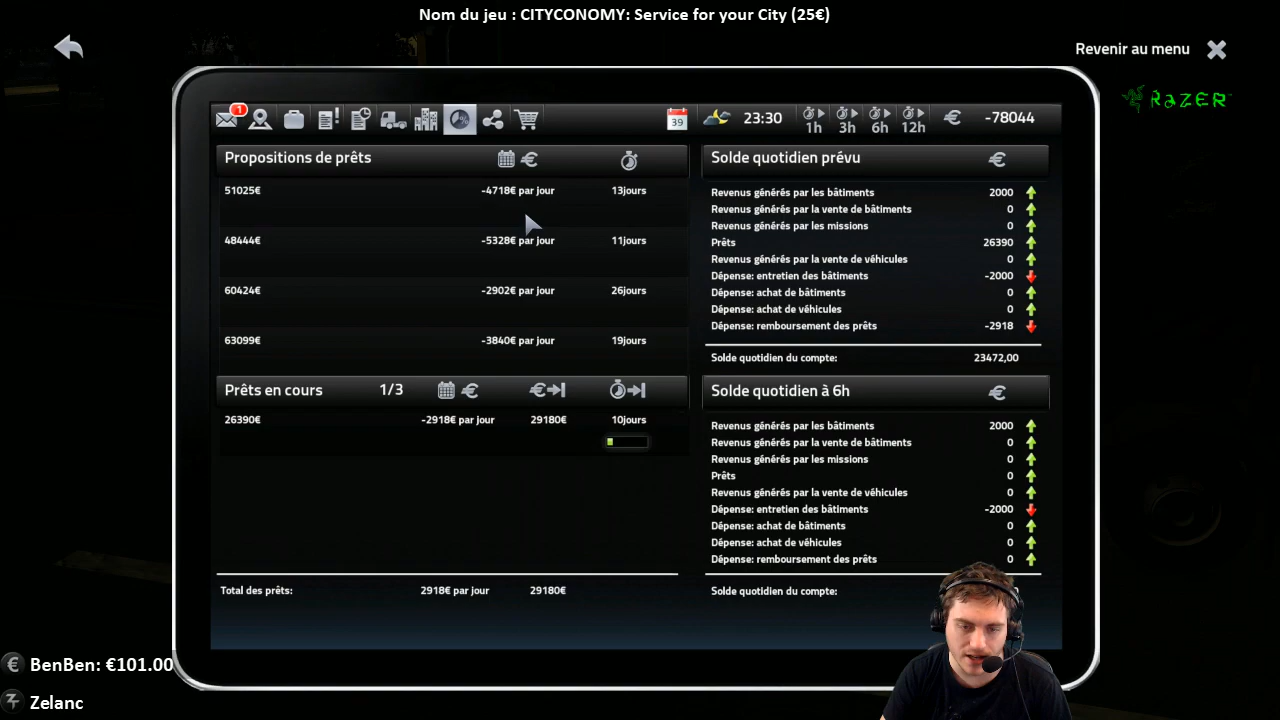 Nom du jeu : CITYCONOMY: Service for your City (25€)
Revenir au menu
RAZER
1
39
23:30
1h
3h
6h
12h
-78044
Propositions de prêts
51025€ -4718€ par jour 13jours
48444€ -5328€ par jour 11jours
60424€ -2902€ par jour 26jours
63099€ -3840€ par jour 19jours
Prêts en cours 1/3
26390€ -2918€ par jour 29180€ 10jours
Total des prêts: 2918€ par jour 29180€
Solde quotidien prévu €
Revenus générés par les bâtiments 2000
Revenus générés par la vente de bâtiments 0
Revenus générés par les missions 0
Prêts 26390
Revenus générés par la vente de véhicules 0
Dépense: entretien des bâtiments -2000
Dépense: achat de bâtiments 0
Dépense: achat de véhicules 0
Dépense: remboursement des prêts -2918
Solde quotidien du compte: 23472,00
Solde quotidien à 6h €
Revenus générés par les bâtiments 2000
Revenus générés par la vente de bâtiments 0
Revenus générés par les missions 0
Prêts 0
Revenus générés par la vente de véhicules 0
Dépense: entretien des bâtiments -2000
Dépense: achat de bâtiments 0
Dépense: achat de véhicules 0
Dépense: remboursement des prêts 0
Solde quotidien du compte:
BenBen: €101.00
Zelanc